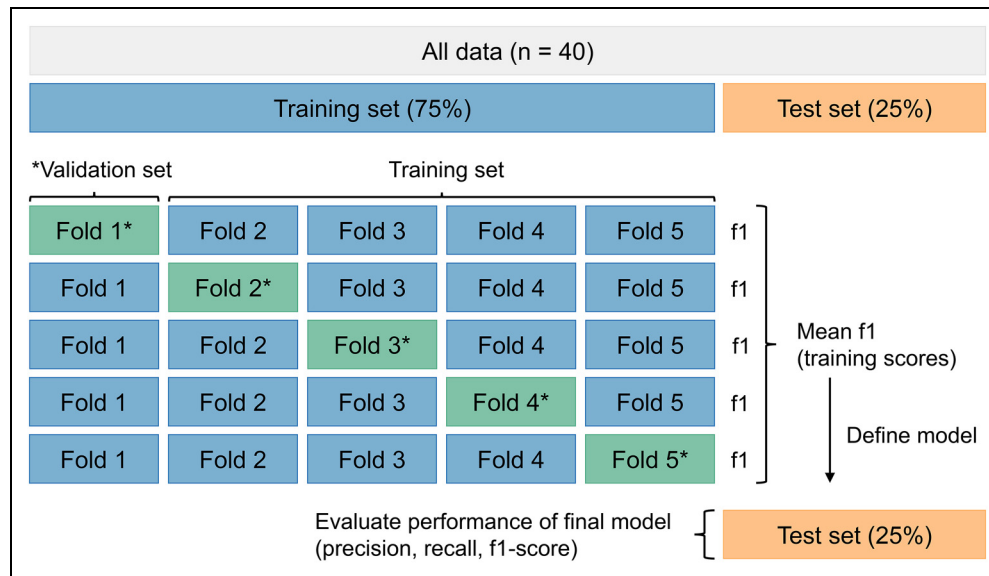 All data (n = 40)
Training set (75%) Test set (25%)
*Validation set Training set
Fold 1* Fold 2 Fold 3 Fold 4 Fold 5 f1
Fold 1 Fold 2* Fold 3 Fold 4 Fold 5 f1
Fold 1 Fold 2 Fold 3* Fold 4 Fold 5 f1
Fold 1 Fold 2 Fold 3 Fold 4* Fold 5 f1
Fold 1 Fold 2 Fold 3 Fold 4 Fold 5* f1
Mean f1
(training scores)
Define model
Evaluate performance of final model
(precision, recall, f1-score)
Test set (25%)